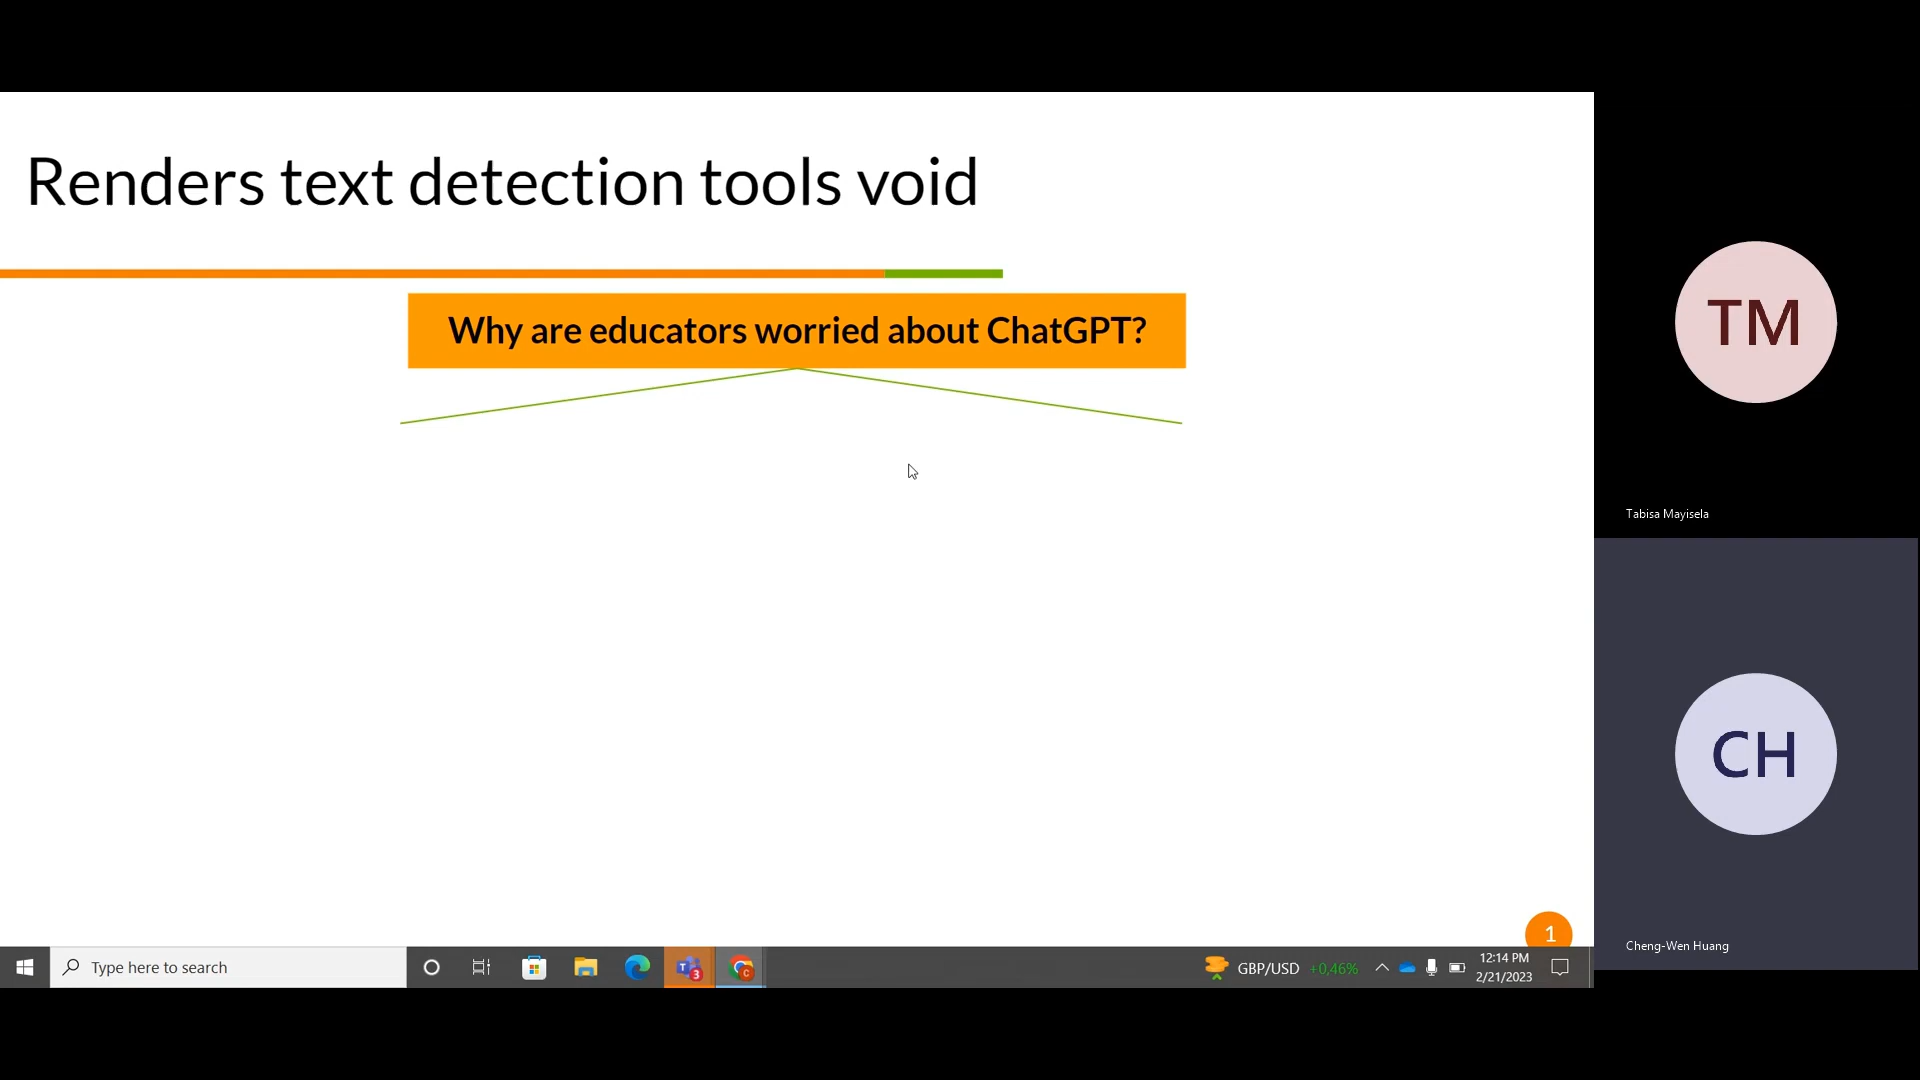 Renders text detection tools void
Why are educators worried about ChatGPT?
TM
Tabisa Mayisela
CH
Cheng-Wen Huang
1
Type here to search
3
C
GBP/USD +0,46%
12:14 PM
2/21/2023